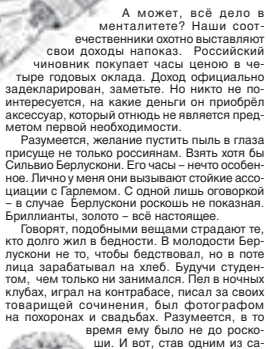 А может, всё дело в
менталитете? Наши соот-
ечественники охотно выставляют
свои доходы напоказ. Российский
чиновник покупает часы ценою в че-
тыре годовых оклада. Доход официально
задекларирован, заметьте. Но никто не по-
интересуется, на какие деньги он приобрёл
аксессуар, который отнюдь не является пред-
метом первой необходимости.
Разумеется, желание пустить пыль в глаза
присуще не только россиянам. Взять хотя бы
Сильвио Берлускони. Его часы – нечто особен-
ное. Лично у меня они вызывают стойкие ассо-
циации с Гарлемом. С одной лишь оговоркой
– в случае Берлускони роскошь не показная.
Бриллианты, золото – всё настоящее.
Говорят, подобными вещами страдают те,
кто долго жил в бедности. В молодости Бер-
лускони не то, чтобы бедствовал, но в поте
лица зарабатывал на хлеб. Будучи студен-
том, чем только ни занимался. Пел в ночных
клубах, играл на контрабасе, писал за своих
товарищей сочинения, был фотографом
на похоронах и свадьбах. Разумеется, в то
время ему было не до роско-
ши. И вот, став одним из са-